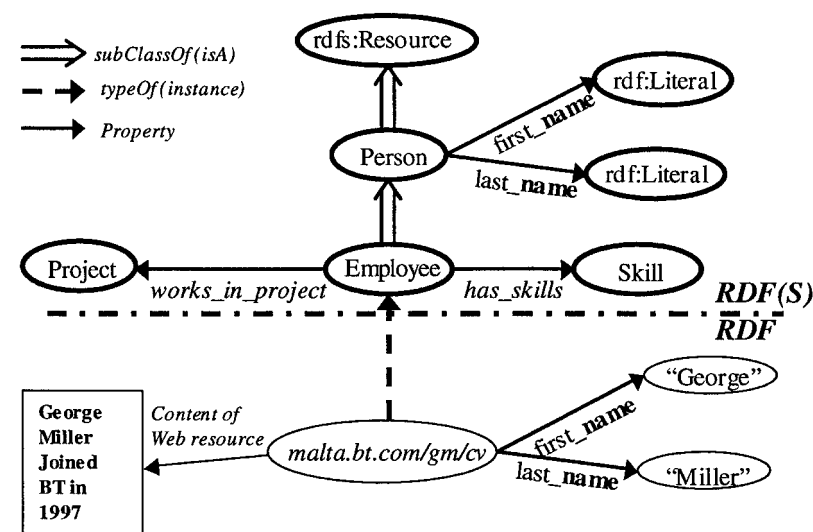 rdfs:Resource
subClassOf(isA)
typeOf(instance)
Property
rdf:Literal
first_name
Person
rdf:Literal
last_name
Project
Employee
Skill
works_in_project
has_skills
RDF(S)
RDF
"George"
George
Miller
Joined
BT in
1997
Content of
Web resource
malta.bt.com/gm/cv
first_name
last_name
"Miller"